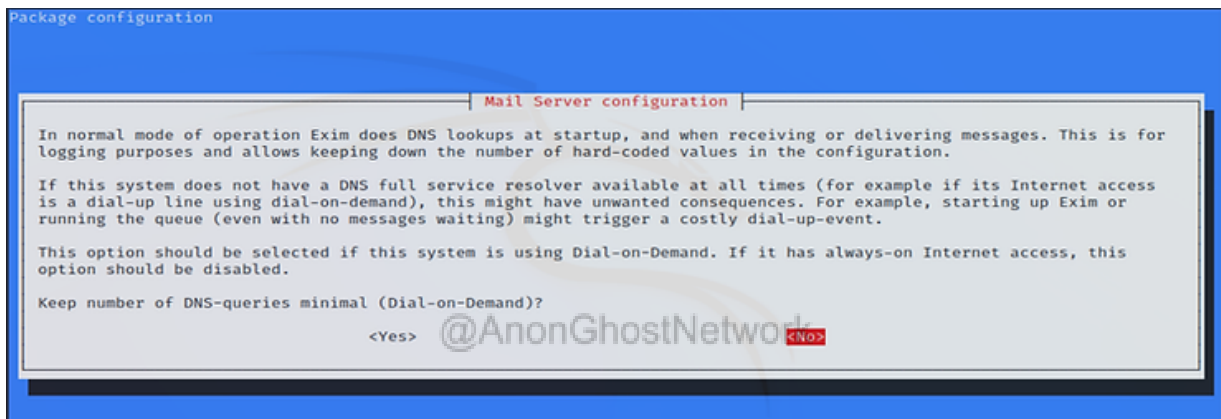 Package configuration
Mail Server configuration
In normal mode of operation Exim does DNS lookups at startup, and when receiving or delivering messages. This is for
logging purposes and allows keeping down the number of hard-coded values in the configuration.
If this system does not have a DNS full service resolver available at all times (for example if its Internet access
is a dial-up line using dial-on-demand), this might have unwanted consequences. For example, starting up Exim or
running the queue (even with no messages waiting) might trigger a costly dial-up-event.
This option should be selected if this system is using Dial-on-Demand. If it has always-on Internet access, this
option should be disabled.
Keep number of DNS-queries minimal (Dial-on-Demand)?
<Yes> @AnonGhostNetwork <No>